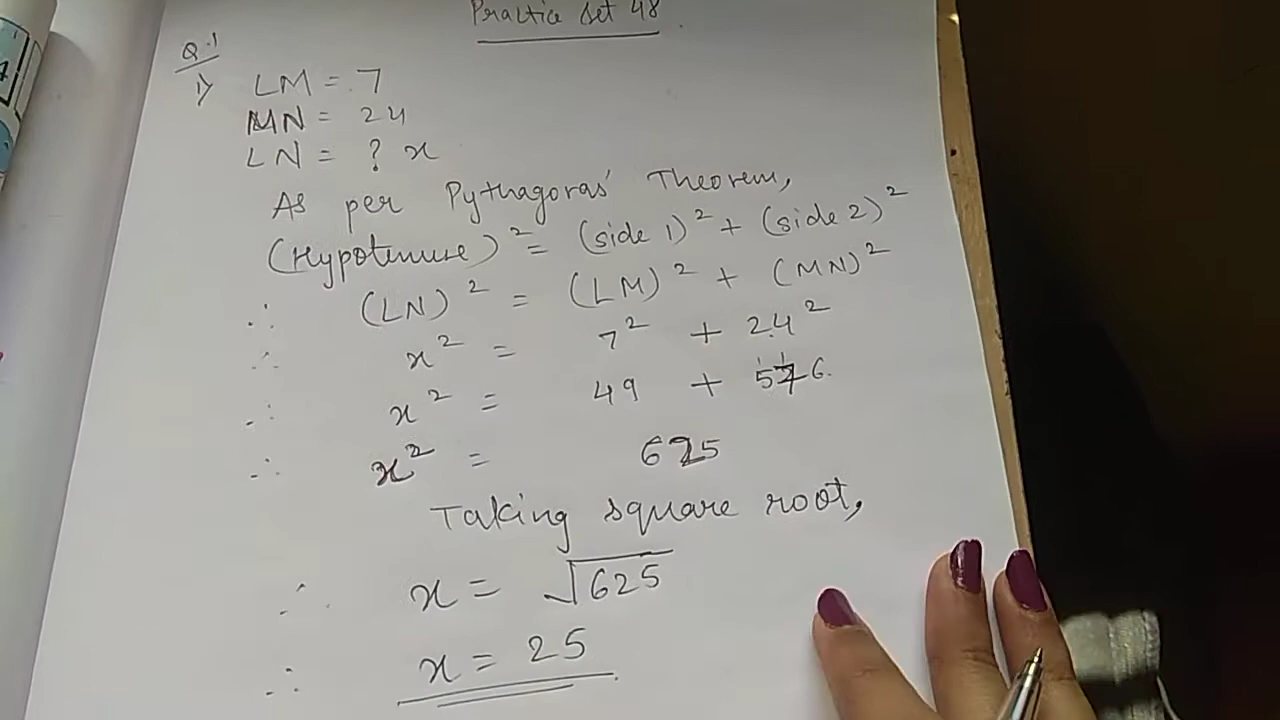 Practice Set 48
Q.1
1) LM = 7
MN = 24
LN = ? x
As per Pythagoras' Theorem,
(Hypotenuse)² = (side 1)² + (side 2)²
∴ (LN)² = (LM)² + (MN)²
∴ x² = 7² + 24²
∴ x² = 49 + 576
∴ x² = 625
Taking square root,
∴ x = √625
∴ x = 25